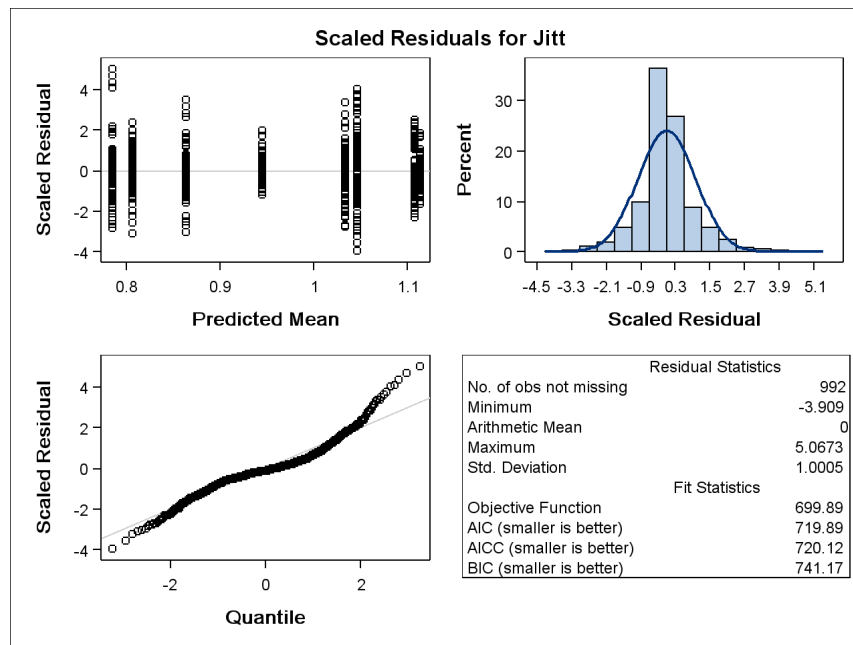 Scaled Residuals for Jitt
Scaled Residual
4
2
0
-2
-4
0.8 0.9 1 1.1
Predicted Mean
Percent
30
20
10
0
-4.5 -3.3 -2.1 -0.9 0.3 1.5 2.7 3.9 5.1
Scaled Residual
Scaled Residual
4
2
0
-2
-4
-2 0 2
Quantile
Residual Statistics
No. of obs not missing 992
Minimum -3.909
Arithmetic Mean 0
Maximum 5.0673
Std. Deviation 1.0005
Fit Statistics
Objective Function 699.89
AIC (smaller is better) 719.89
AICC (smaller is better) 720.12
BIC (smaller is better) 741.17